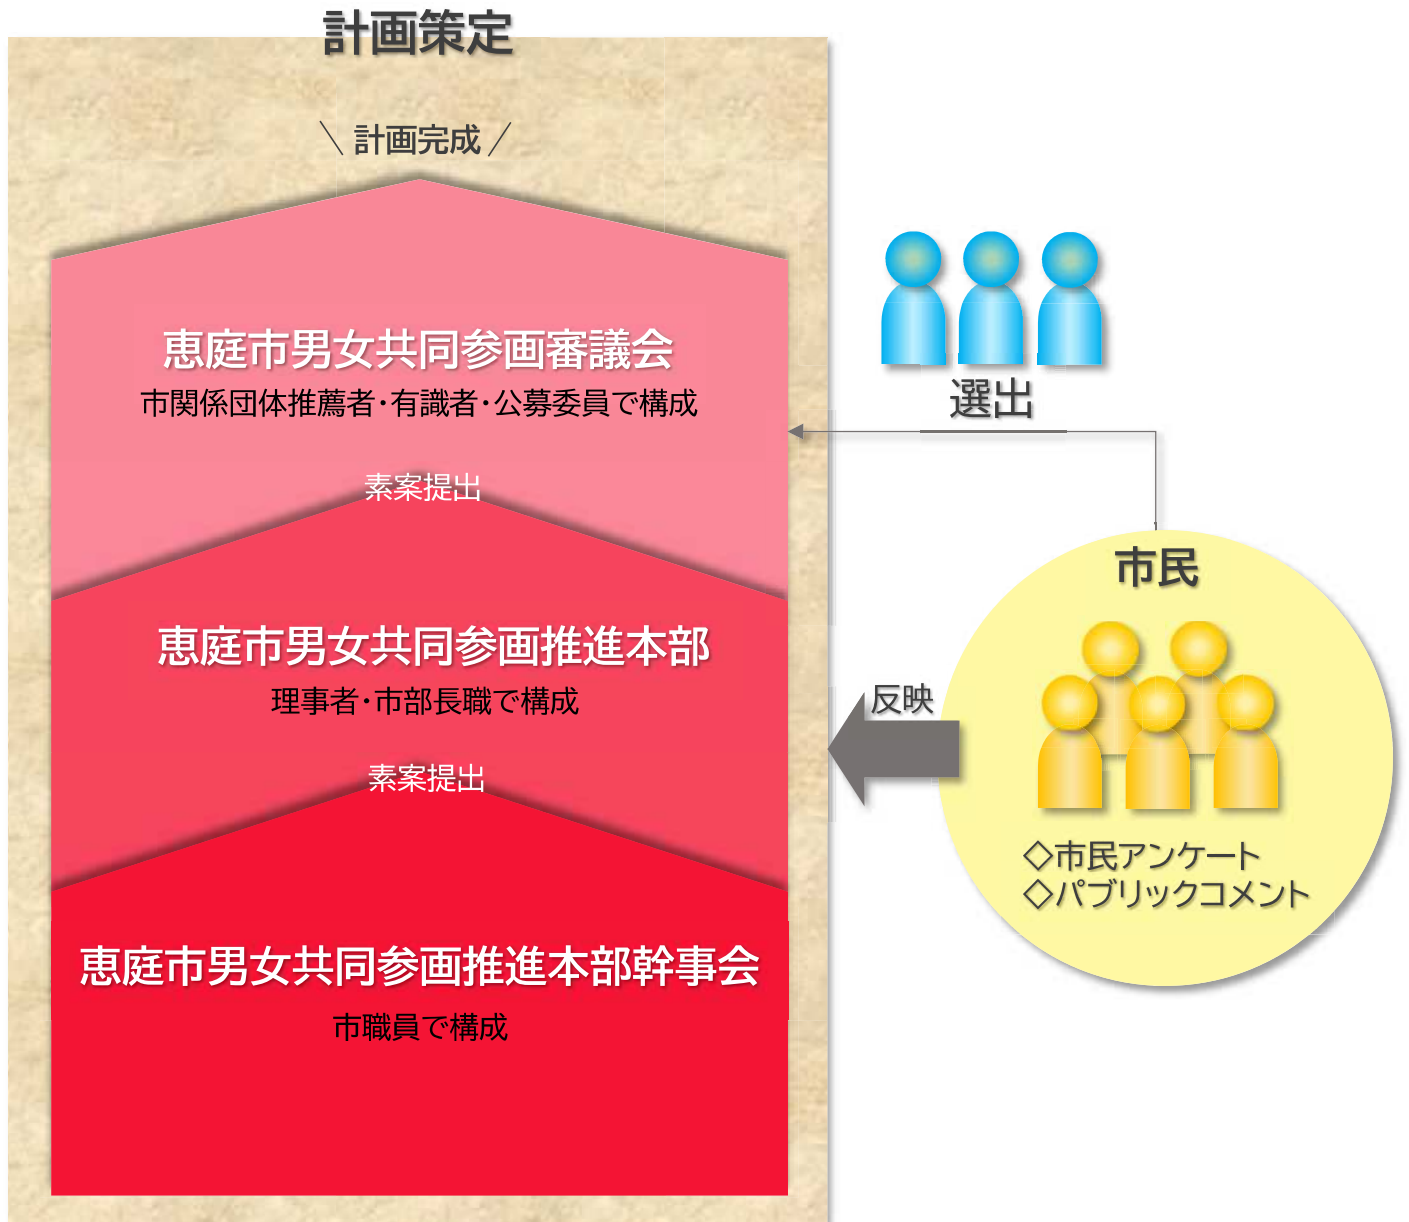 計画策定
計画完成
恵庭市男女共同参画審議会
市関係団体推薦者・有識者・公募委員で構成
素案提出
恵庭市男女共同参画推進本部
理事者・市部長職で構成
素案提出
恵庭市男女共同参画推進本部幹事会
市職員で構成
選出
市民
反映
◇市民アンケート
◇パブリックコメント